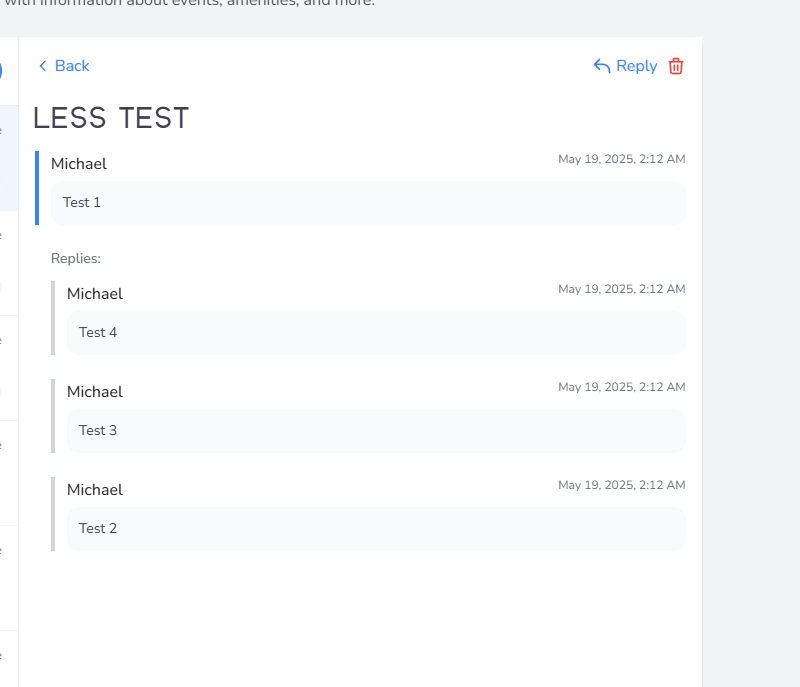 with information about events, amenities, and more.
Back
Reply
LESS TEST
Michael
May 19, 2025, 2:12 AM
Test 1
Replies:
Michael
May 19, 2025, 2:12 AM
Test 4
Michael
May 19, 2025, 2:12 AM
Test 3
Michael
May 19, 2025, 2:12 AM
Test 2